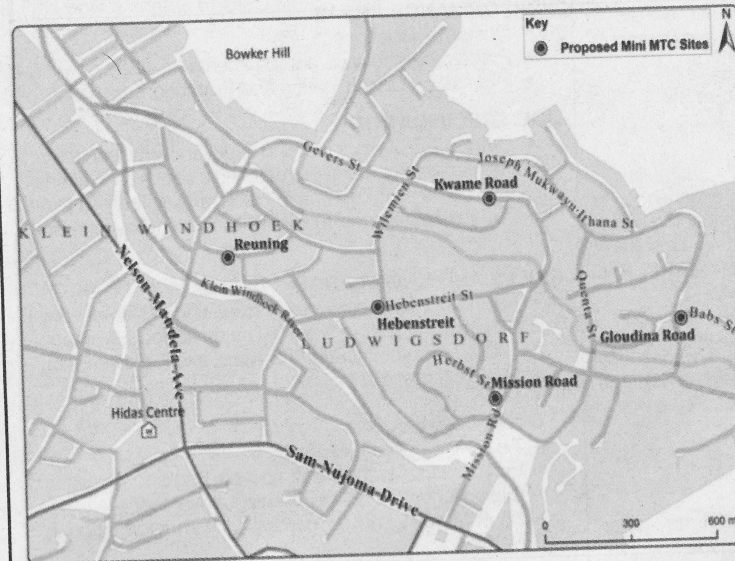 Key
N
Proposed Mini MTC Sites
Bowker Hill
Gevers St
Joseph Mukwayu Ithana St
Kwame Road
Willemien St
KLEIN WINDHOEK
Reuning
Nelson Mandela Ave
Klein Windhoek River
Hebenstreit St
Hebenstreit
Quenta St
Babs St
Gloudina Road
LUDWIGSDORF
Herbst St
Mission Road
Hidas Centre
Mission Rd
Sam Nujoma Drive
0 300 600 m